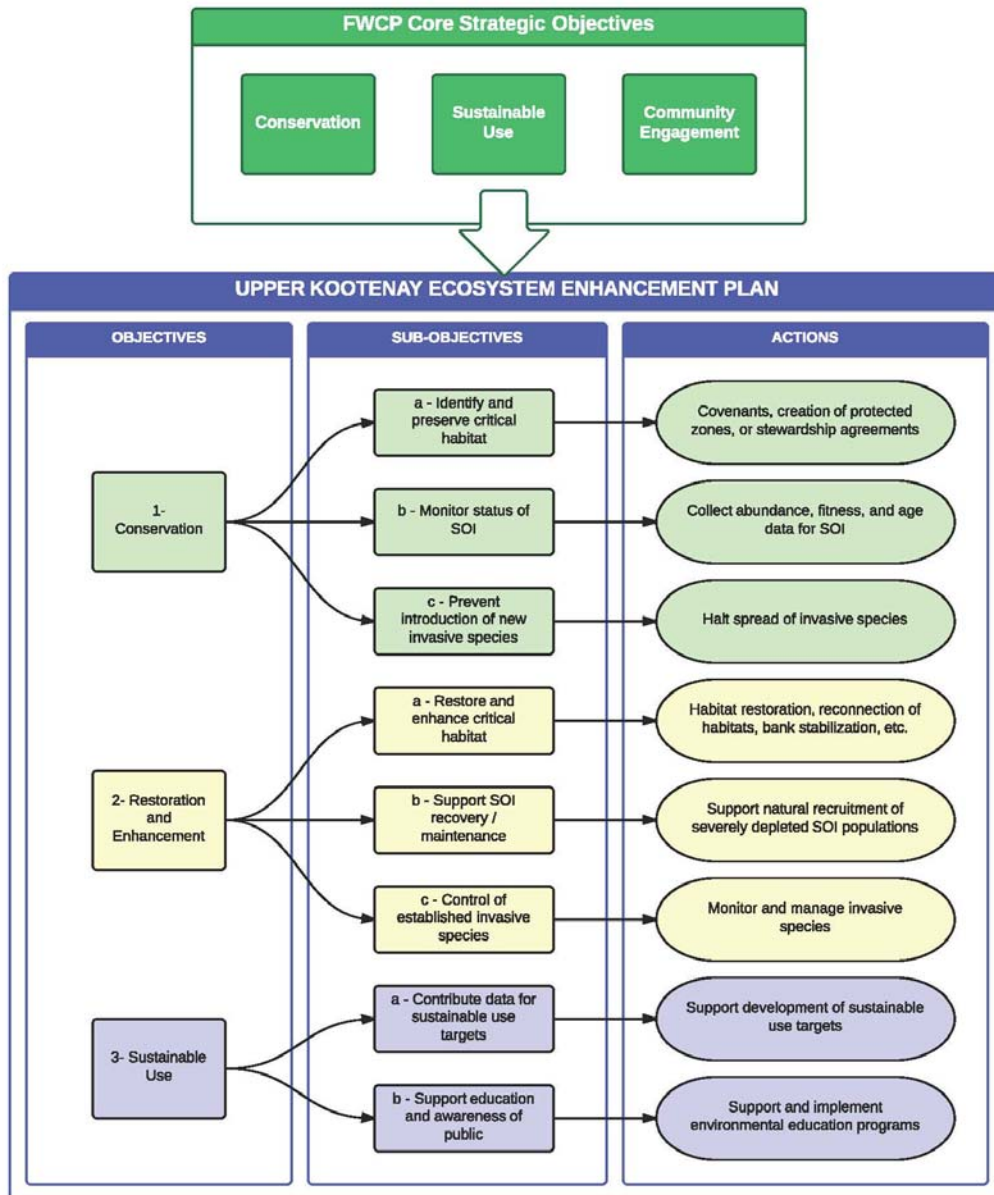 FWCP Core Strategic Objectives
Conservation
Sustainable
Use
Community
Engagement
UPPER KOOTENAY ECOSYSTEM ENHANCEMENT PLAN
OBJECTIVES
SUB-OBJECTIVES
ACTIONS
1-
Conservation
a - Identify and
preserve critical
habitat
Covenants, creation of protected
zones, or stewardship agreements
b - Monitor status of
SOI
Collect abundance, fitness, and age
data for SOI
c - Prevent
introduction of new
invasive species
Halt spread of invasive species
2- Restoration
and
Enhancement
a - Restore and
enhance critical
habitat
Habitat restoration, reconnection of
habitats, bank stabilization, etc.
b - Support SOI
recovery /
maintenance
Support natural recruitment of
severely depleted SOI populations
c - Control of
established invasive
species
Monitor and manage invasive
species
3- Sustainable
Use
a - Contribute data for
sustainable use
targets
Support development of sustainable
use targets
b - Support education
and awareness of
public
Support and implement
environmental education programs